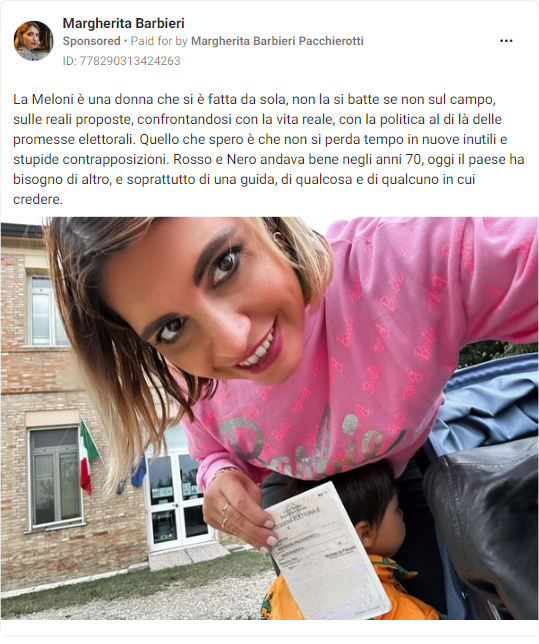 Margherita Barbieri
Sponsored • Paid for by Margherita Barbieri Pacchierotti
ID: 778290313424263
La Meloni è una donna che si è fatta da sola, non la si batte se non sul campo,
sulle reali proposte, confrontandosi con la vita reale, con la politica al di là delle
promesse elettorali. Quello che spero è che non si perda tempo in nuove inutili e
stupide contrapposizioni. Rosso e Nero andava bene negli anni 70, oggi il paese ha
bisogno di altro, e soprattutto di una guida, di qualcosa e di qualcuno in cui
credere.
Barbie
TESSERA ELETTORALE